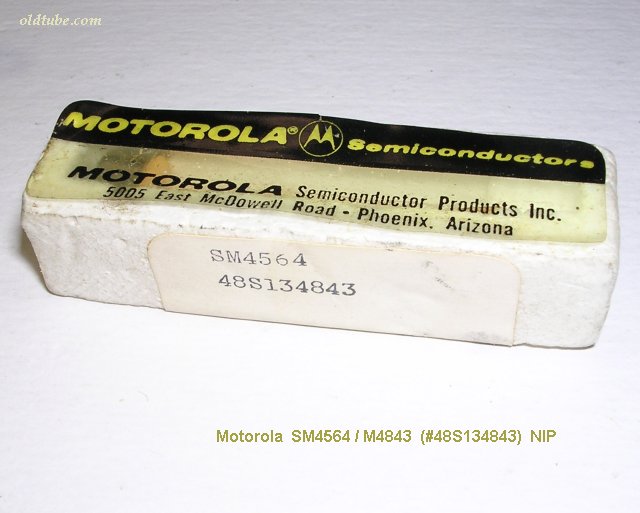 oldtube.com
MOTOROLA® Semiconductors
MOTOROLA Semiconductor Products Inc.
5005 East McDowell Road - Phoenix, Arizona
SM4564
48S134843
Motorola SM4564 / M4843 (#48S134843) NIP